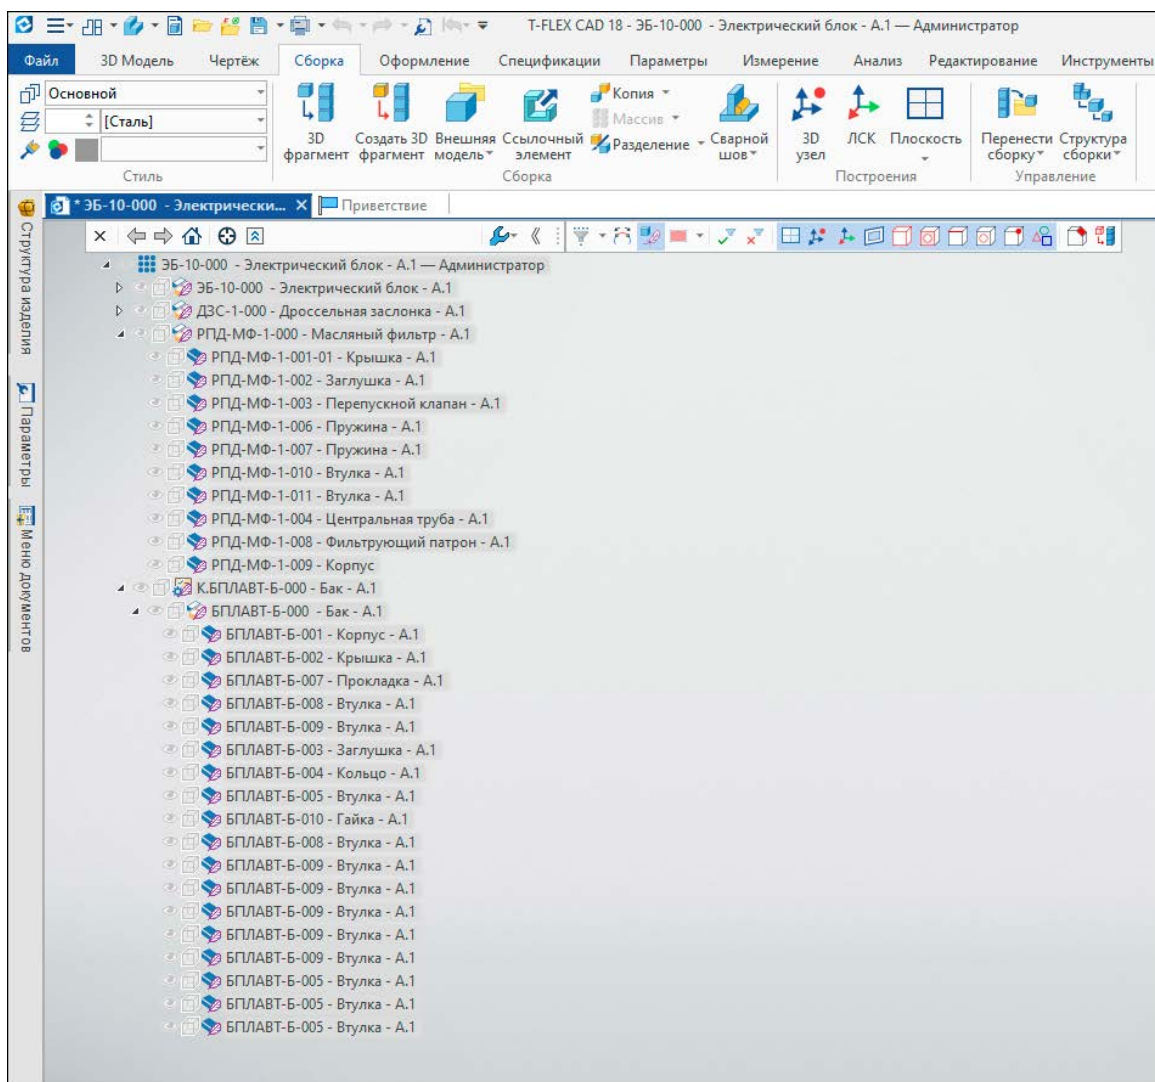 T-FLEX CAD 18 - ЭБ-10-000 - Электрический блок - А.1 — Администратор
Файл 3D Модель Чертёж Сборка Оформление Спецификации Параметры Измерение Анализ Редактирование Инструменты
Основной
[Сталь]
Стиль
3D фрагмент
Создать 3D фрагмент
Внешняя модель
Ссылочный элемент
Копия
Массив
Разделение
Сварной шов
Сборка
3D узел
ЛСК
Плоскость
Построения
Перенести сборку
Структура сборки
Управление
* ЭБ-10-000 - Электрически...
Приветствие
Структура изделия
Параметры
Меню документов
ЭБ-10-000 - Электрический блок - А.1 — Администратор
ЭБ-10-000 - Электрический блок - А.1
ДЗС-1-000 - Дроссельная заслонка - А.1
РПД-МФ-1-000 - Масляный фильтр - А.1
РПД-МФ-1-001-01 - Крышка - А.1
РПД-МФ-1-002 - Заглушка - А.1
РПД-МФ-1-003 - Перепускной клапан - А.1
РПД-МФ-1-006 - Пружина - А.1
РПД-МФ-1-007 - Пружина - А.1
РПД-МФ-1-010 - Втулка - А.1
РПД-МФ-1-011 - Втулка - А.1
РПД-МФ-1-004 - Центральная труба - А.1
РПД-МФ-1-008 - Фильтрующий патрон - А.1
РПД-МФ-1-009 - Корпус
К.БПЛАВТ-Б-000 - Бак - А.1
БПЛАВТ-Б-000 - Бак - А.1
БПЛАВТ-Б-001 - Корпус - А.1
БПЛАВТ-Б-002 - Крышка - А.1
БПЛАВТ-Б-007 - Прокладка - А.1
БПЛАВТ-Б-008 - Втулка - А.1
БПЛАВТ-Б-009 - Втулка - А.1
БПЛАВТ-Б-003 - Заглушка - А.1
БПЛАВТ-Б-004 - Кольцо - А.1
БПЛАВТ-Б-005 - Втулка - А.1
БПЛАВТ-Б-010 - Гайка - А.1
БПЛАВТ-Б-008 - Втулка - А.1
БПЛАВТ-Б-009 - Втулка - А.1
БПЛАВТ-Б-009 - Втулка - А.1
БПЛАВТ-Б-009 - Втулка - А.1
БПЛАВТ-Б-009 - Втулка - А.1
БПЛАВТ-Б-009 - Втулка - А.1
БПЛАВТ-Б-005 - Втулка - А.1
БПЛАВТ-Б-005 - Втулка - А.1
БПЛАВТ-Б-005 - Втулка - А.1